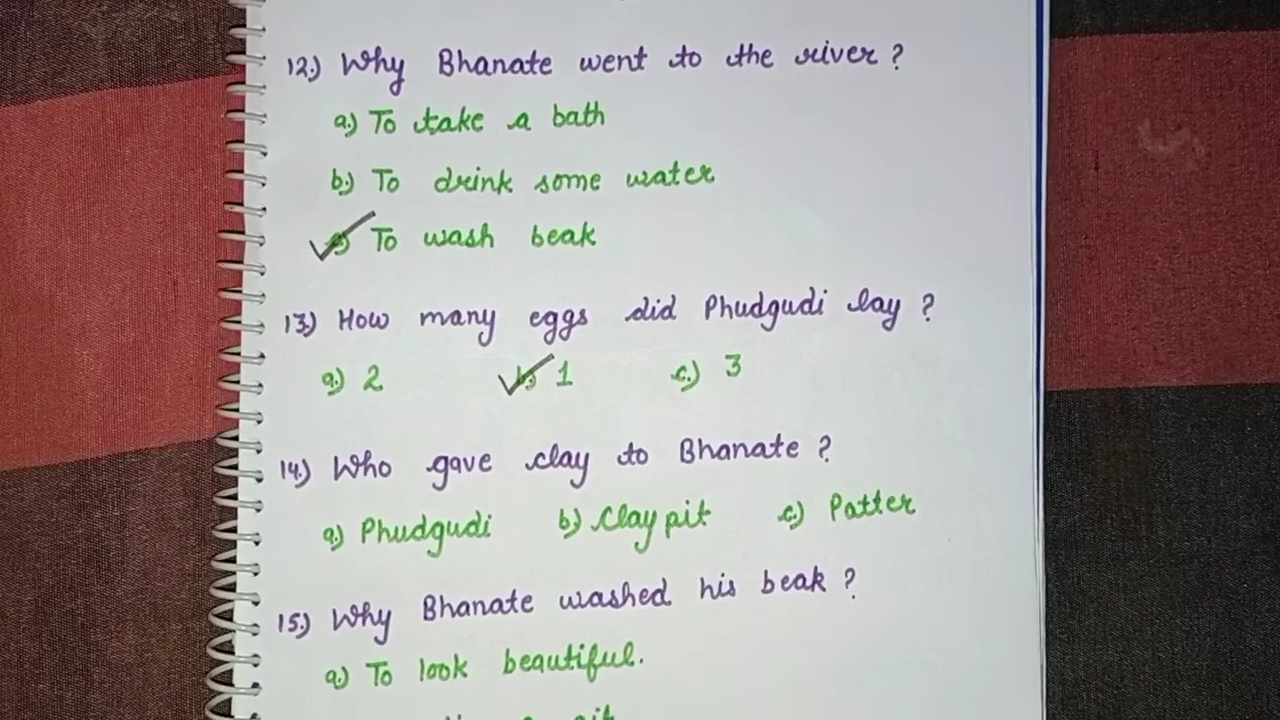 12.) Why Bhanate went to the river?
a.) To take a bath
b.) To drink some water
c.) To wash beak
13.) How many eggs did Phudgudi lay?
a.) 2 b.) 1 c.) 3
14.) Who gave clay to Bhanate?
a.) Phudgudi b.) Clay pit c.) Patter
15.) Why Bhanate washed his beak?
a.) To look beautiful.